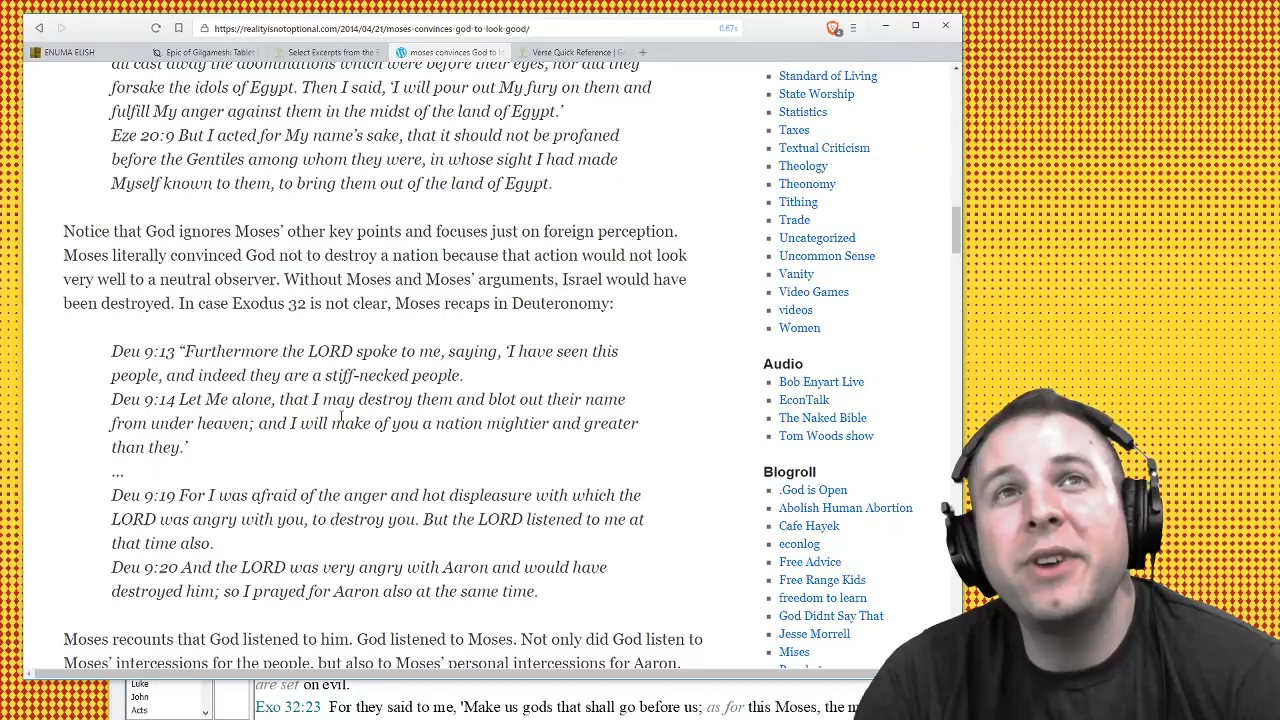 https://realityisnotoptional.com/2014/04/21/moses-convinces-god-to-look-good/
0.67s
4
ENUMA ELISH
Epic of Gilgamesh: Tablet
Select Excerpts from the E
moses convinces God to lo
Verse Quick Reference | G
all cast away the abominations which were before their eyes, nor did they
forsake the idols of Egypt. Then I said, ‘I will pour out My fury on them and
fulfill My anger against them in the midst of the land of Egypt.’
Eze 20:9 But I acted for My name’s sake, that it should not be profaned
before the Gentiles among whom they were, in whose sight I had made
Myself known to them, to bring them out of the land of Egypt.
Notice that God ignores Moses’ other key points and focuses just on foreign perception.
Moses literally convinced God not to destroy a nation because that action would not look
very well to a neutral observer. Without Moses and Moses’ arguments, Israel would have
been destroyed. In case Exodus 32 is not clear, Moses recaps in Deuteronomy:
Deu 9:13 “Furthermore the LORD spoke to me, saying, ‘I have seen this
people, and indeed they are a stiff-necked people.
Deu 9:14 Let Me alone, that I may destroy them and blot out their name
from under heaven; and I will make of you a nation mightier and greater
than they.’
…
Deu 9:19 For I was afraid of the anger and hot displeasure with which the
LORD was angry with you, to destroy you. But the LORD listened to me at
that time also.
Deu 9:20 And the LORD was very angry with Aaron and would have
destroyed him; so I prayed for Aaron also at the same time.
Moses recounts that God listened to him. God listened to Moses. Not only did God listen to
Moses’ intercessions for the people, but also to Moses’ personal intercessions for Aaron.
Standard of Living
State Worship
Statistics
Taxes
Textual Criticism
Theology
Theonomy
Tithing
Trade
Uncategorized
Uncommon Sense
Vanity
Video Games
videos
Women
Audio
Bob Enyart Live
EconTalk
The Naked Bible
Tom Woods show
Blogroll
.God is Open
Abolish Human Abortion
Cafe Hayek
econlog
Free Advice
Free Range Kids
freedom to learn
God Didnt Say That
Jesse Morrell
Mises
Luke
John
Acts
are set on evil.
Exo 32:23 For they said to me, 'Make us gods that shall go before us; as for this Moses, the m